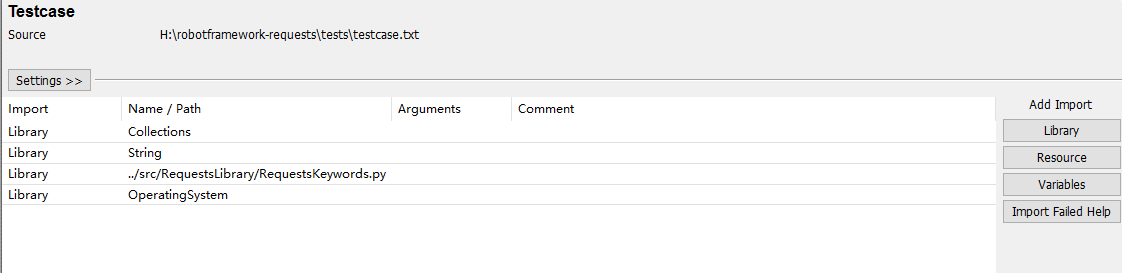 Testcase
Source H:\robotframework-requests\tests\testcase.txt
Settings >>
Import Name / Path Arguments Comment Add Import
Library Collections Library
Library String Resource
Library ../src/RequestsLibrary/RequestsKeywords.py Variables
Library OperatingSystem Import Failed Help